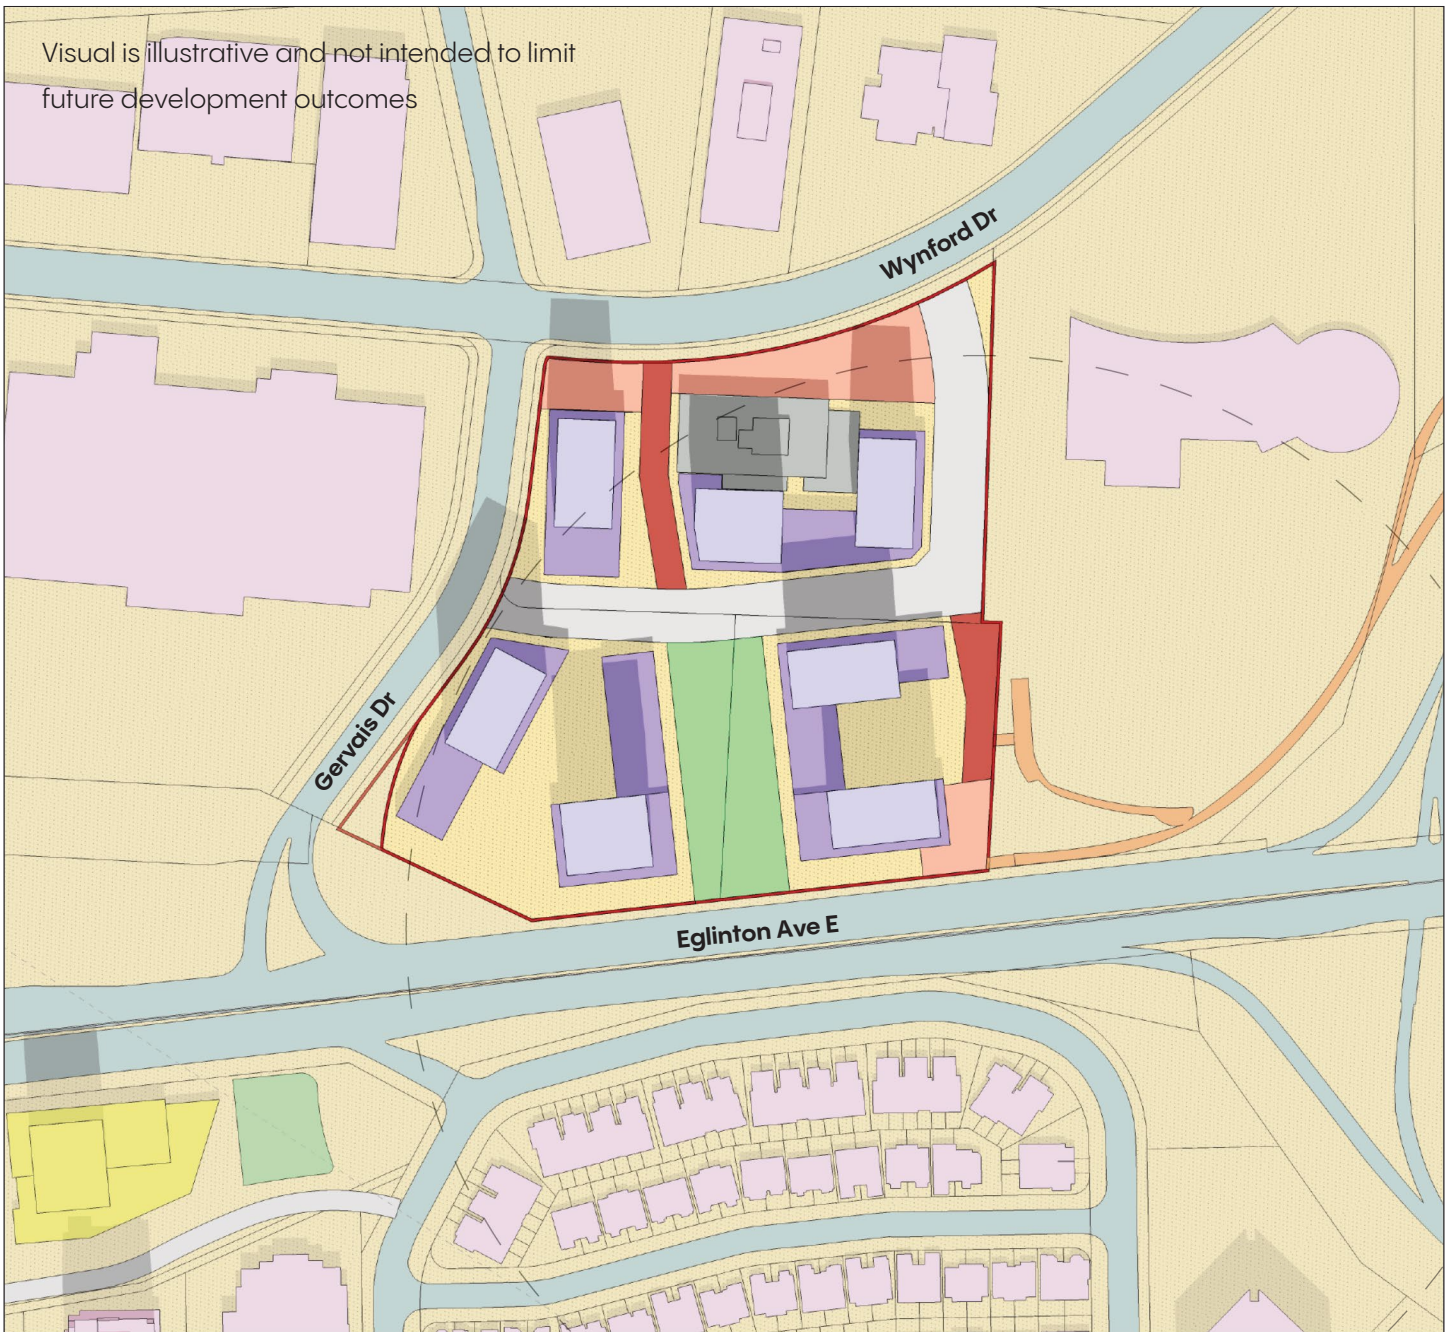 Visual is illustrative and not intended to limit
future development outcomes
Wynford Dr
Gervais Dr
Eglinton Ave E